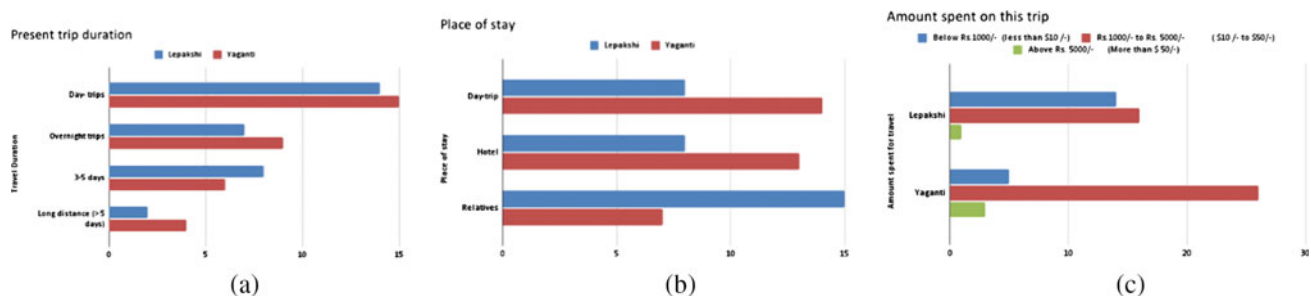 Present trip duration
Lepakshi Yaganti
Travel Duration
Day- trips
Overnight trips
3-5 days
Long distance (>5
days)
0 5 10 15
(a)
Place of stay
Lepakshi Yaganti
Place of stay
Day-trip
Hotel
Relatives
0 5 10 15
(b)
Amount spent on this trip
Below Rs.1000/- (less than $10 /-) Rs.1000/- to Rs. 5000/- ( $10 /- to $50/-)
Above Rs. 5000/- (More than $ 50/-)
Amount spent for travel
Lepakshi
Yaganti
0 10 20 30
(c)